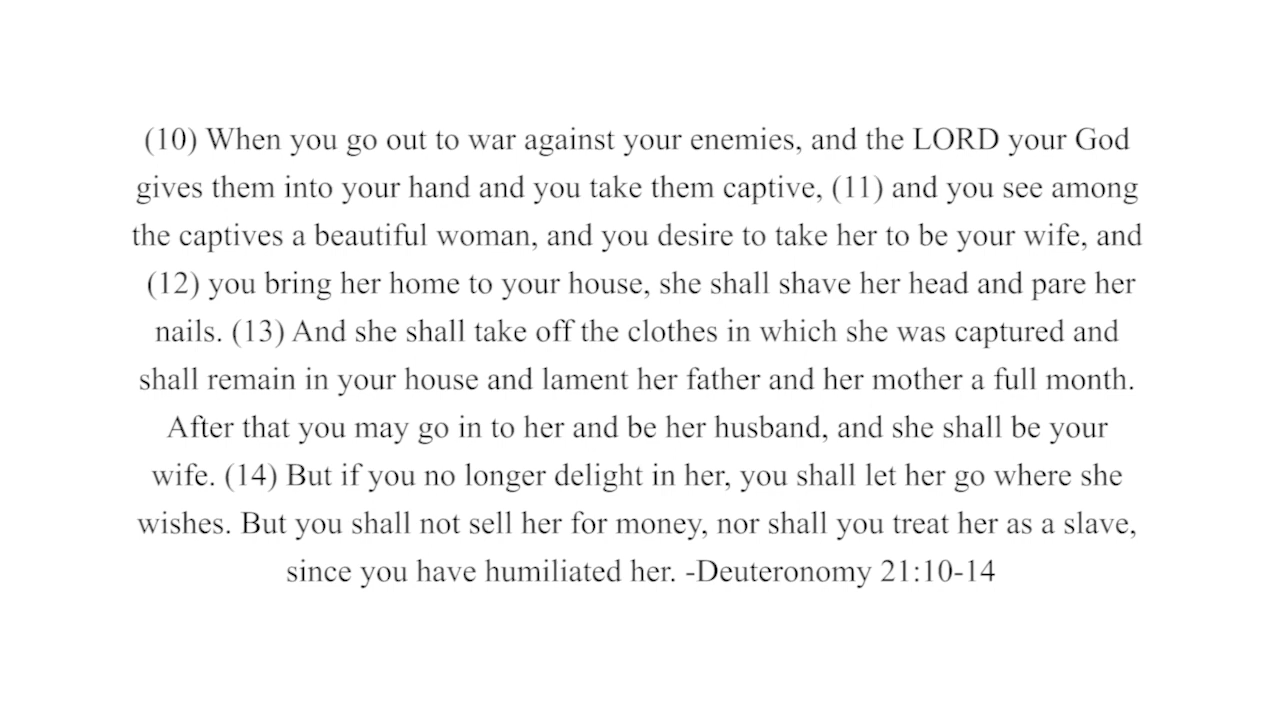 (10) When you go out to war against your enemies, and the LORD your God
gives them into your hand and you take them captive, (11) and you see among
the captives a beautiful woman, and you desire to take her to be your wife, and
(12) you bring her home to your house, she shall shave her head and pare her
nails. (13) And she shall take off the clothes in which she was captured and
shall remain in your house and lament her father and her mother a full month.
After that you may go in to her and be her husband, and she shall be your
wife. (14) But if you no longer delight in her, you shall let her go where she
wishes. But you shall not sell her for money, nor shall you treat her as a slave,
since you have humiliated her. -Deuteronomy 21:10-14